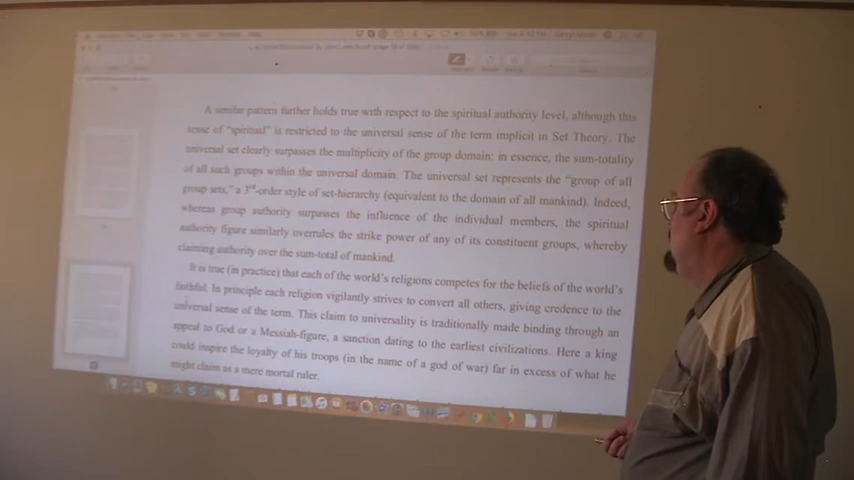 A similar pattern further holds true with respect to the spiritual authority level, although this
sense of “spiritual” is restricted to the universal sense of the term implicit in Set Theory. The
universal set clearly surpasses the multiplicity of the group domain: in essence, the sum-totality
of all such groups within the universal domain. The universal set represents the “group of all
group sets,” a 3rd-order style of set-hierarchy (equivalent to the domain of all mankind). Indeed,
whereas group authority surpasses the influence of the individual members, the spiritual
authority figure similarly overrules the strike power of any of its constituent groups, whereby
claiming authority over the sum-total of mankind.
It is true (in practice) that each of the world’s religions competes for the beliefs of the world’s
faithful. In principle each religion vigilantly strives to convert all others, giving credence to the
universal sense of the term. This claim to universality is traditionally made binding through an
appeal to God or a Messiah-figure, a sanction dating to the earliest civilizations. Here a king
could inspire the loyalty of his troops (in the name of a god of war) far in excess of what he
might claim as a mere mortal ruler.